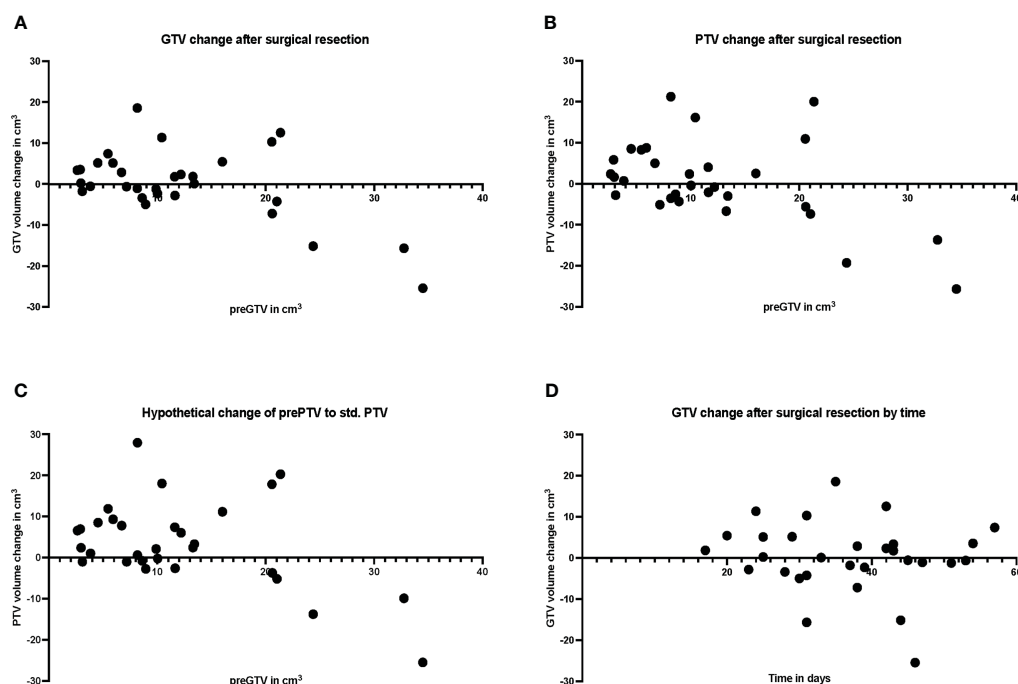 A
GTV change after surgical resection
30
20
10
0
-10
-20
-30
10
20
30
40
GTV volume change in cm³
preGTV in cm³
B
PTV change after surgical resection
30
20
10
0
-10
-20
-30
10
20
30
40
PTV volume change in cm³
preGTV in cm³
C
Hypothetical change of prePTV to std. PTV
30
20
10
0
-10
-20
-30
10
20
30
40
PTV volume change in cm³
preGTV in cm³
D
GTV change after surgical resection by time
30
20
10
0
-10
-20
-30
20
40
60
GTV volume change in cm³
Time in days